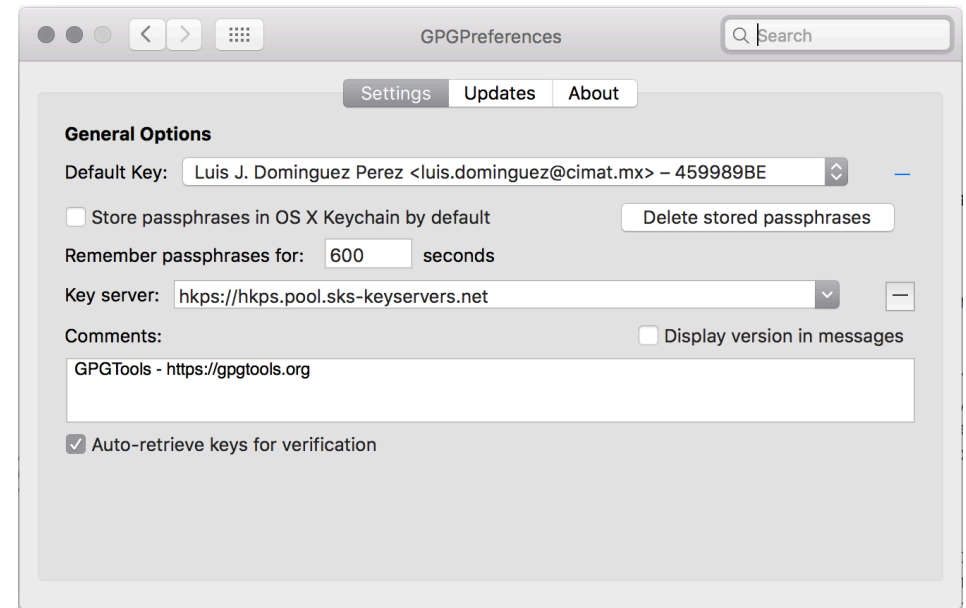 GPGPreferences
Search
Settings Updates About
General Options
Default Key: Luis J. Dominguez Perez <luis.dominguez@cimat.mx> – 459989BE
Store passphrases in OS X Keychain by default Delete stored passphrases
Remember passphrases for: 600 seconds
Key server: hkps://hkps.pool.sks-keyservers.net
Comments: Display version in messages
GPGTools - https://gpgtools.org
Auto-retrieve keys for verification